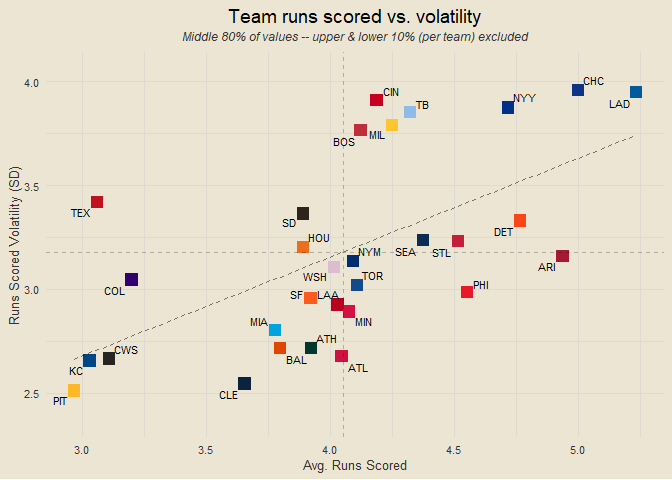 Team runs scored vs. volatility
Middle 80% of values -- upper & lower 10% (per team) excluded
4.0
3.5
3.0
2.5
Runs Scored Volatility (SD)
CHC
CIN
NYY
LAD
TB
BOS
MIL
TEX
SD
DET
HOU
NYM
SEA
STL
ARI
WSH
TOR
COL
SF
LAA
PHI
MIA
MIN
ATH
CWS
BAL
ATL
KC
CLE
PIT
3.0
3.5
4.0
4.5
5.0
Avg. Runs Scored